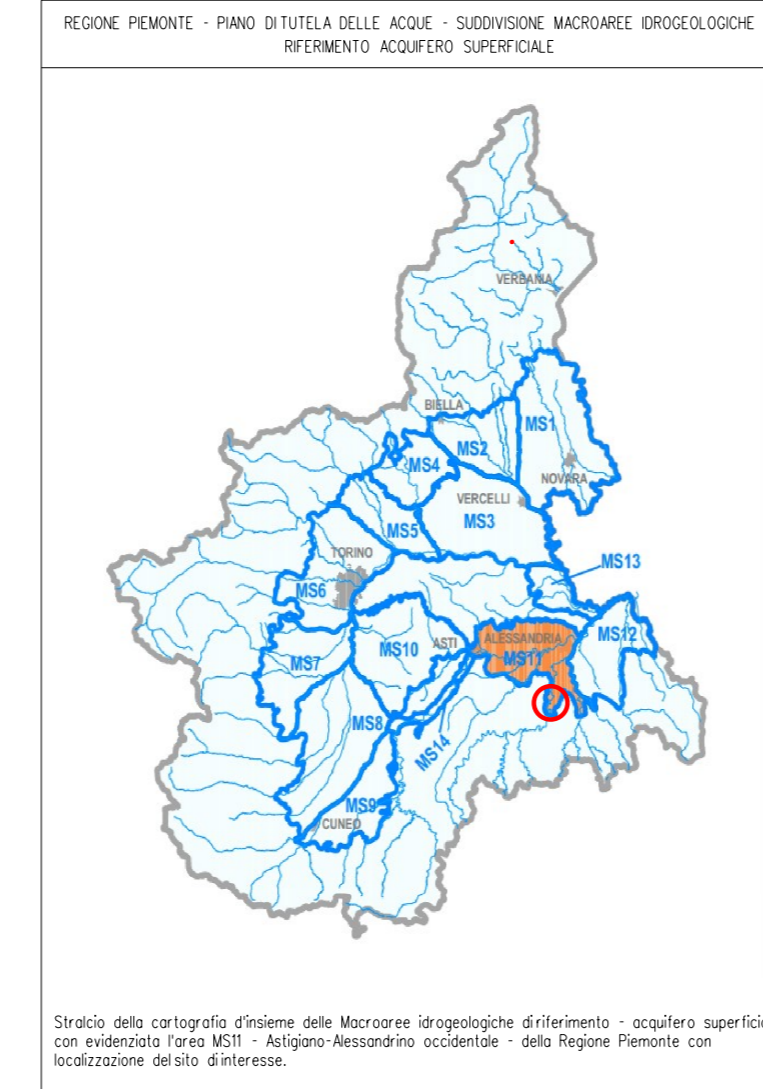 REGIONE PIEMONTE - PIANO DI TUTELA DELLE ACQUE - SUDDIVISIONE MACROAREE IDROGEOLOGICHE
RIFERIMENTO ACQUIFERO SUPERFICIALE
VERBANIA
BIELLA
MS1
MS2
MS4
NOVARA
VERCELLI
MS3
MS5
TORINO
MS13
MS6
ALESSANDRIA
MS12
ASTI
MS10
MS11
MS7
MS8
MS14
MS9
CUNEO
Stralcio della cartografia d'insieme delle Macroaree idrogeologiche di riferimento - acquifero superfici
con evidenziata l'area MS11 - Astigiano-Alessandrino occidentale - della Regione Piemonte con
localizzazione del sito di interesse.